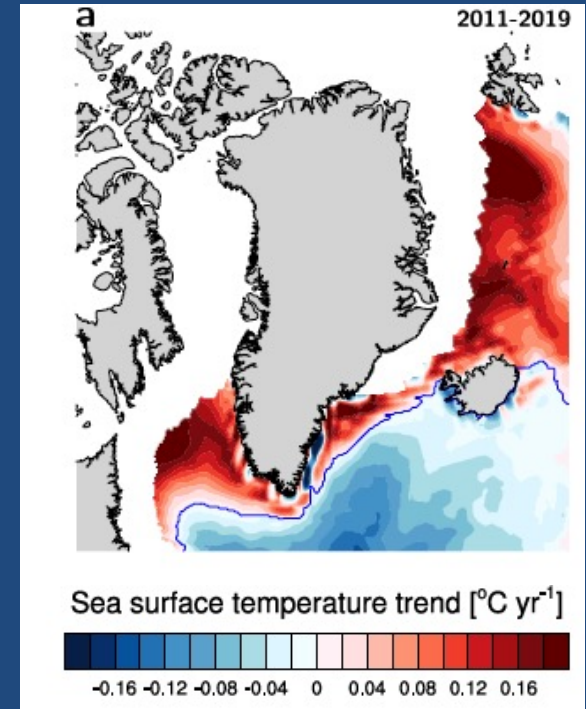 a
2011-2019
Sea surface temperature trend [°C yr⁻¹]
-0.16 -0.12 -0.08 -0.04 0 0.04 0.08 0.12 0.16